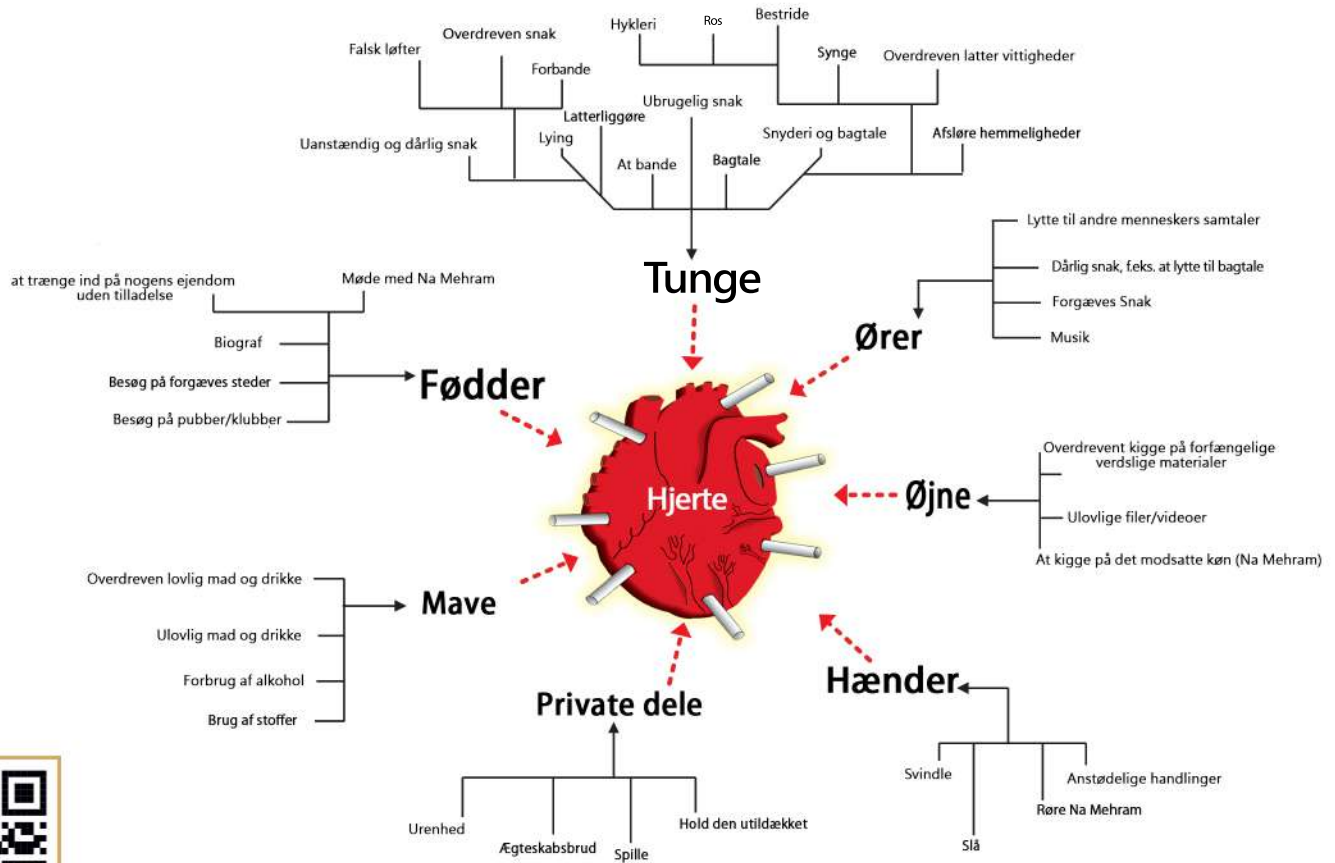 Hykleri
Ros
Bestride
Falsk løfter
Overdreven snak
Forbande
Synge
Overdreven latter vittigheder
Uanstændig og dårlig snak
Lying
Latterliggøre
Ubrugelig snak
At bande
Bagtale
Snyderi og bagtale
Afsløre hemmeligheder
Tunge
Lytte til andre menneskers samtaler
Dårlig snak, f.eks. at lytte til bagtale
Forgæves Snak
Musik
Ører
at trænge ind på nogens ejendom
uden tilladelse
Møde med Na Mehram
Biograf
Besøg på forgæves steder
Besøg på pubber/klubber
Fødder
Hjerte
Overdrevent kigge på forfængelige
verdslige materialer
Ulovlige filer/videoer
At kigge på det modsatte køn (Na Mehram)
Øjne
Overdreven lovlig mad og drikke
Ulovlig mad og drikke
Forbrug af alkohol
Brug af stoffer
Mave
Private dele
Urenhed
Ægteskabsbrud
Spille
Hold den utildækket
Hænder
Svindle
Slå
Røre Na Mehram
Anstødelige handlinger